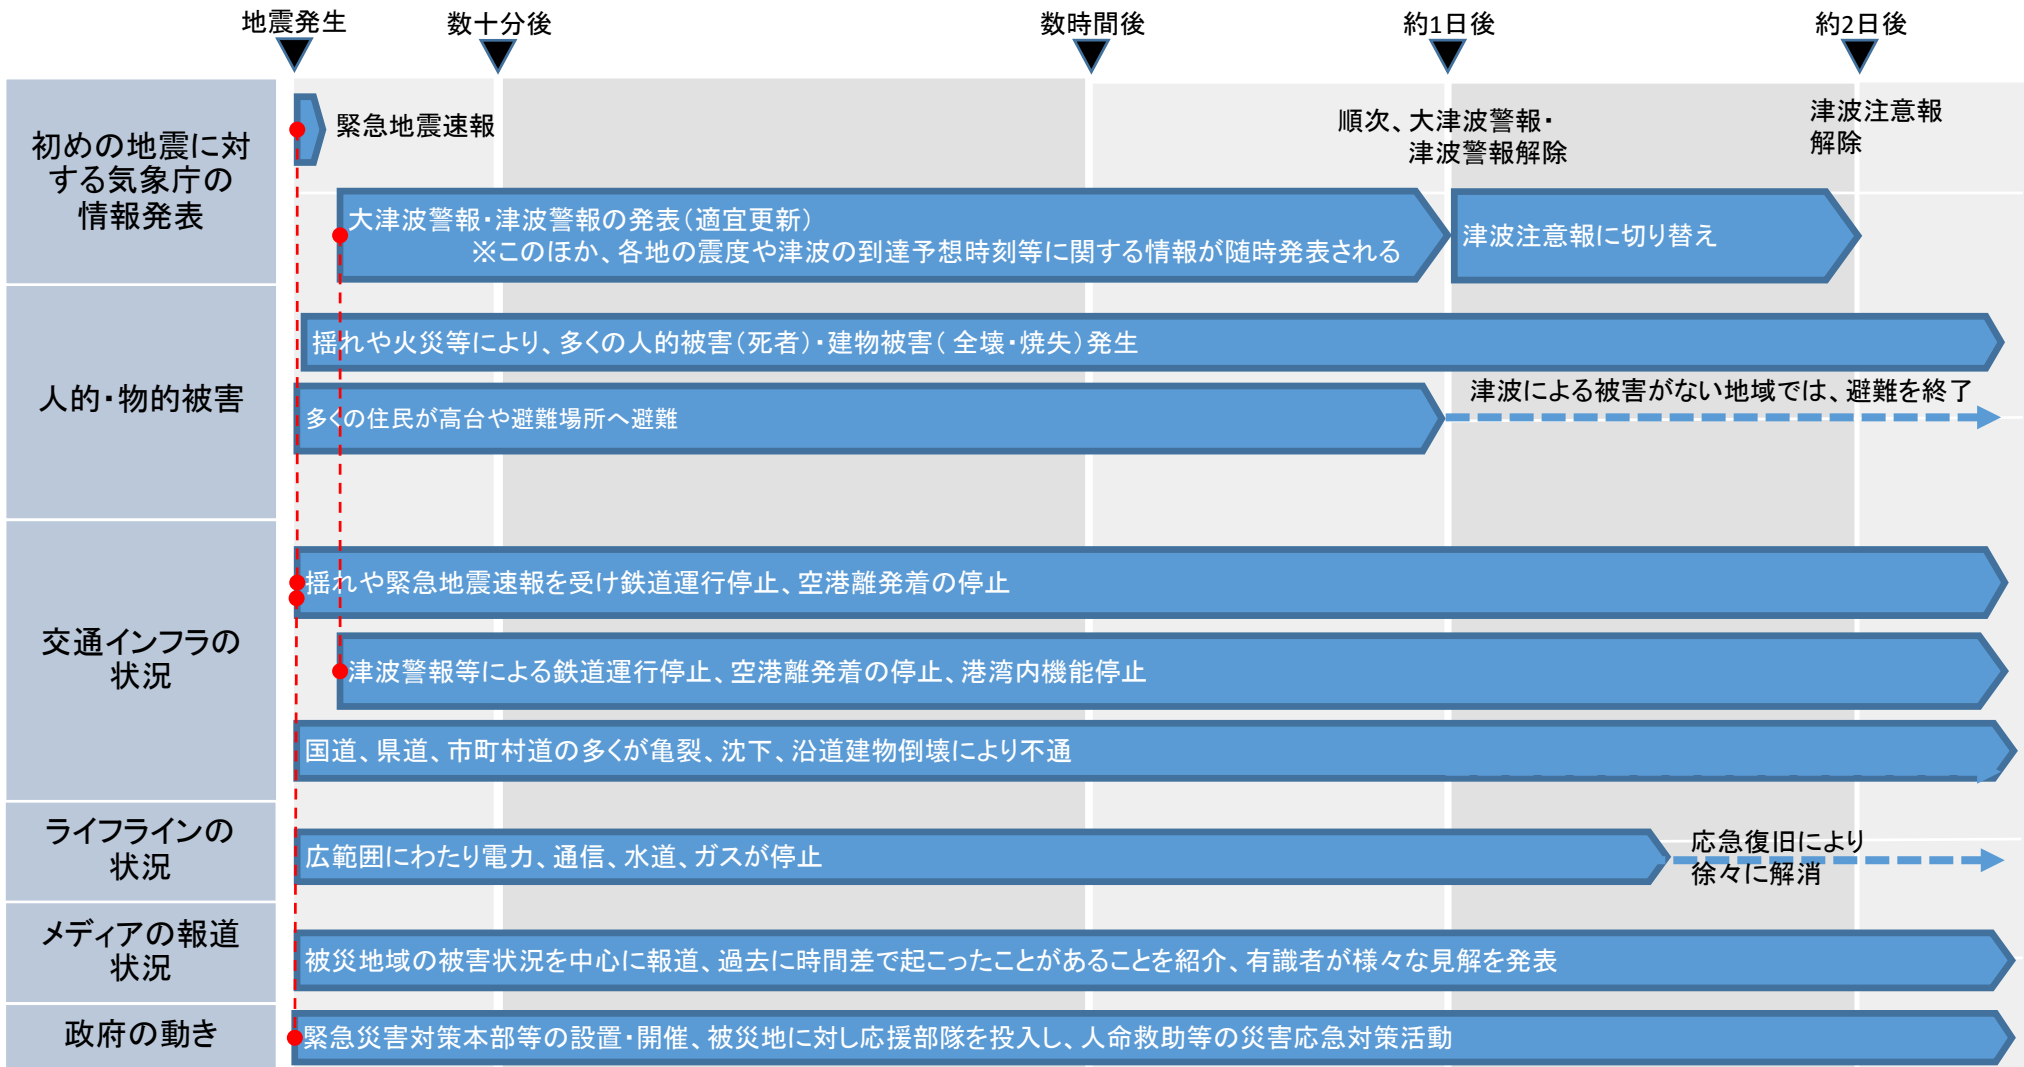 地震発生
数十分後
数時間後
約1日後
約2日後
初めの地震に対
する気象庁の
情報発表
緊急地震速報
順次、大津波警報・
津波警報解除
津波注意報
解除
大津波警報・津波警報の発表（適宜更新）
※このほか、各地の震度や津波の到達予想時刻等に関する情報が随時発表される
津波注意報に切り替え
人的・物的被害
揺れや火災等により、多くの人的被害（死者）・建物被害（全壊・焼失）発生
多くの住民が高台や避難場所へ避難
津波による被害がない地域では、避難を終了
交通インフラの
状況
揺れや緊急地震速報を受け鉄道運行停止、空港離発着の停止
津波警報等による鉄道運行停止、空港離発着の停止、港湾内機能停止
国道、県道、市町村道の多くが亀裂、沈下、沿道建物倒壊により不通
ライフラインの
状況
広範囲にわたり電力、通信、水道、ガスが停止
応急復旧により
徐々に解消
メディアの報道
状況
被災地域の被害状況を中心に報道、過去に時間差で起こったことがあることを紹介、有識者が様々な見解を発表
政府の動き
緊急災害対策本部等の設置・開催、被災地に対し応援部隊を投入し、人命救助等の災害応急対策活動